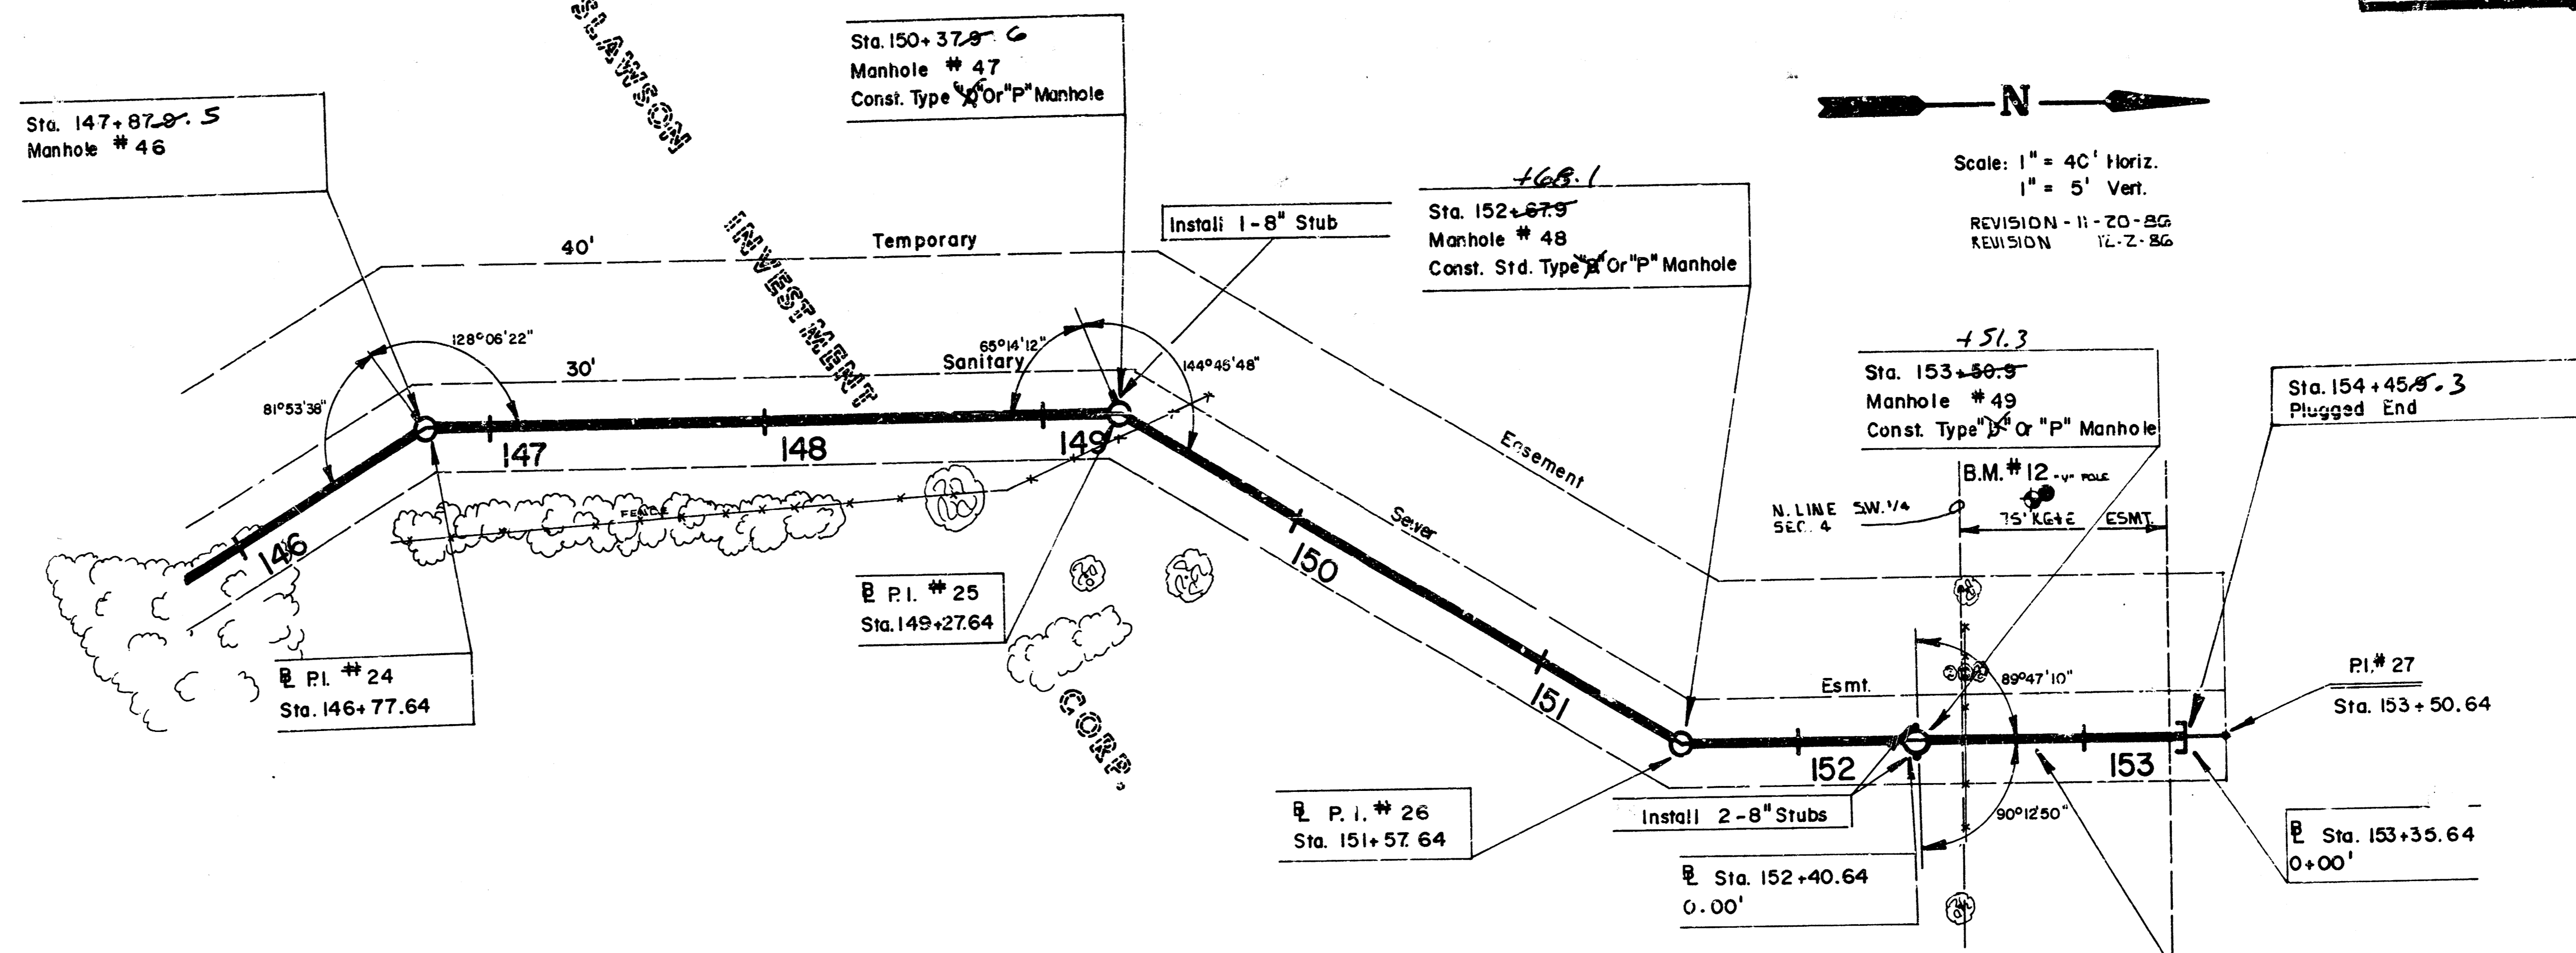 SLAWSON
INVESTMENT
CORP.
Sta. 147+87.9 .5
Manhole # 46
Sta. 150+37.9 .6
Manhole # 47
Const. Type "D" Or "P" Manhole
N
Scale: 1" = 40' Horiz.
1" = 5' Vert.
REVISION - 11-20-86
REVISION 12-2-86
+68.1
Sta. 152+67.9
Manhole # 48
Const. Std. Type Or "P" Manhole
Install 1-8" Stub
40'
Temporary
Easement
30'
Sanitary
Sewer
Esmt.
128°06'22"
81°53'38"
65°14'12"
144°45'48"
+51.3
Sta. 153+50.9
Manhole #49
Const. Type "D" Or "P" Manhole
Sta. 154+45.9 .3
Plugged End
B.M. # 12 -"V" POLE
N. LINE S.W. 1/4
SEC. 4
75' KG&E ESMT.
146
147
148
149
150
151
152
153
FENCE
℄ P.I. # 24
Sta. 146+77.64
℄ P.I. # 25
Sta. 149+27.64
℄ P.I. # 26
Sta. 151+57.64
Install 2-8" Stubs
℄ Sta. 152+40.64
0.00'
89°47'10"
90°12'50"
P.I.# 27
Sta. 153+50.64
℄ Sta. 153+35.64
0+00'